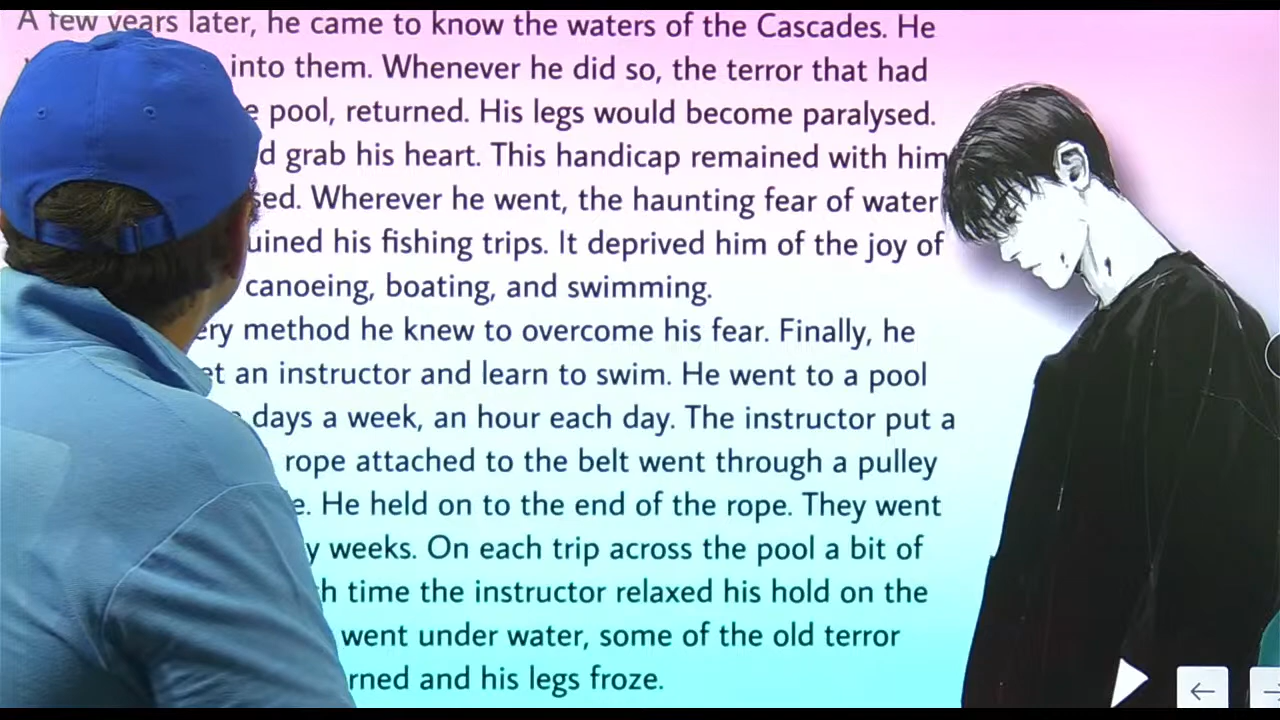 A few years later, he came to know the waters of the Cascades. He
into them. Whenever he did so, the terror that had
pool, returned. His legs would become paralysed.
grab his heart. This handicap remained with him
Wherever he went, the haunting fear of water
his fishing trips. It deprived him of the joy of
canoeing, boating, and swimming.
method he knew to overcome his fear. Finally, he
an instructor and learn to swim. He went to a pool
days a week, an hour each day. The instructor put a
rope attached to the belt went through a pulley
He held on to the end of the rope. They went
weeks. On each trip across the pool a bit of
time the instructor relaxed his hold on the
went under water, some of the old terror
and his legs froze.